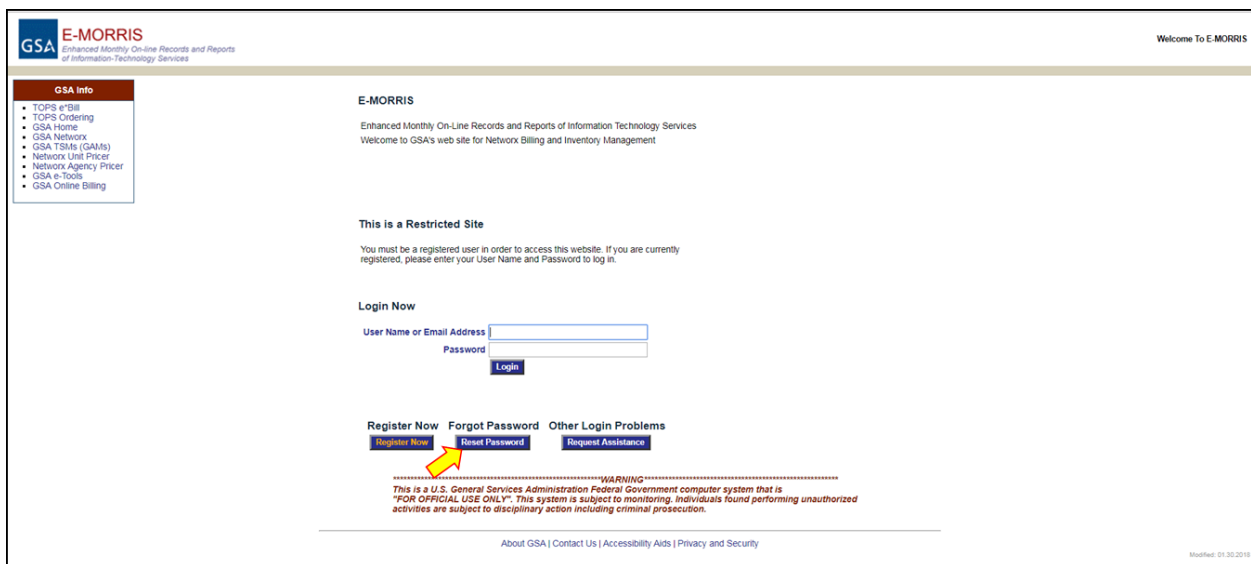 GSA
E-MORRIS
Enhanced Monthly On-line Records and Reports
of Information-Technology Services
Welcome To E-MORRIS
GSA Info
TOPS e*Bill
TOPS Ordering
GSA Home
GSA Networx
GSA TSMs (GAMs)
Networx Unit Pricer
Networx Agency Pricer
GSA e-Tools
GSA Online Billing
E-MORRIS
Enhanced Monthly On-Line Records and Reports of Information Technology Services
Welcome to GSA's web site for Networx Billing and Inventory Management
This is a Restricted Site
You must be a registered user in order to access this website. If you are currently
registered, please enter your User Name and Password to log in.
Login Now
User Name or Email Address
Password
Login
Register Now Forgot Password Other Login Problems
Register Now Reset Password Request Assistance
WARNING
This is a U.S. General Services Administration Federal Government computer system that is
"FOR OFFICIAL USE ONLY". This system is subject to monitoring. Individuals found performing unauthorized
activities are subject to disciplinary action including criminal prosecution.
About GSA | Contact Us | Accessibility Aids | Privacy and Security
Modified: 01.30.2018